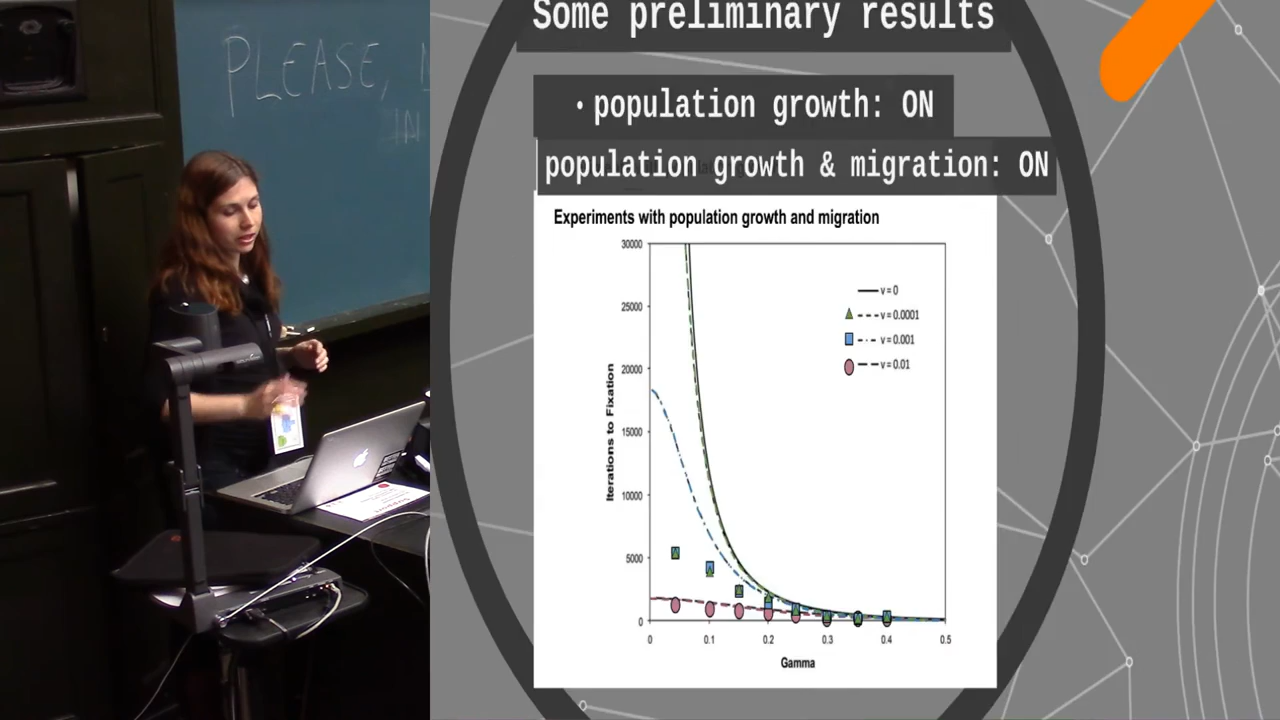 PLEASE,
IN
Some preliminary results
• population growth: ON
population growth & migration: ON
Experiments with population growth and migration
30000
25000
20000
15000
10000
5000
0
Iterations to Fixation
v = 0
v = 0.0001
v = 0.001
v = 0.01
0 0.1 0.2 0.3 0.4 0.5
Gamma